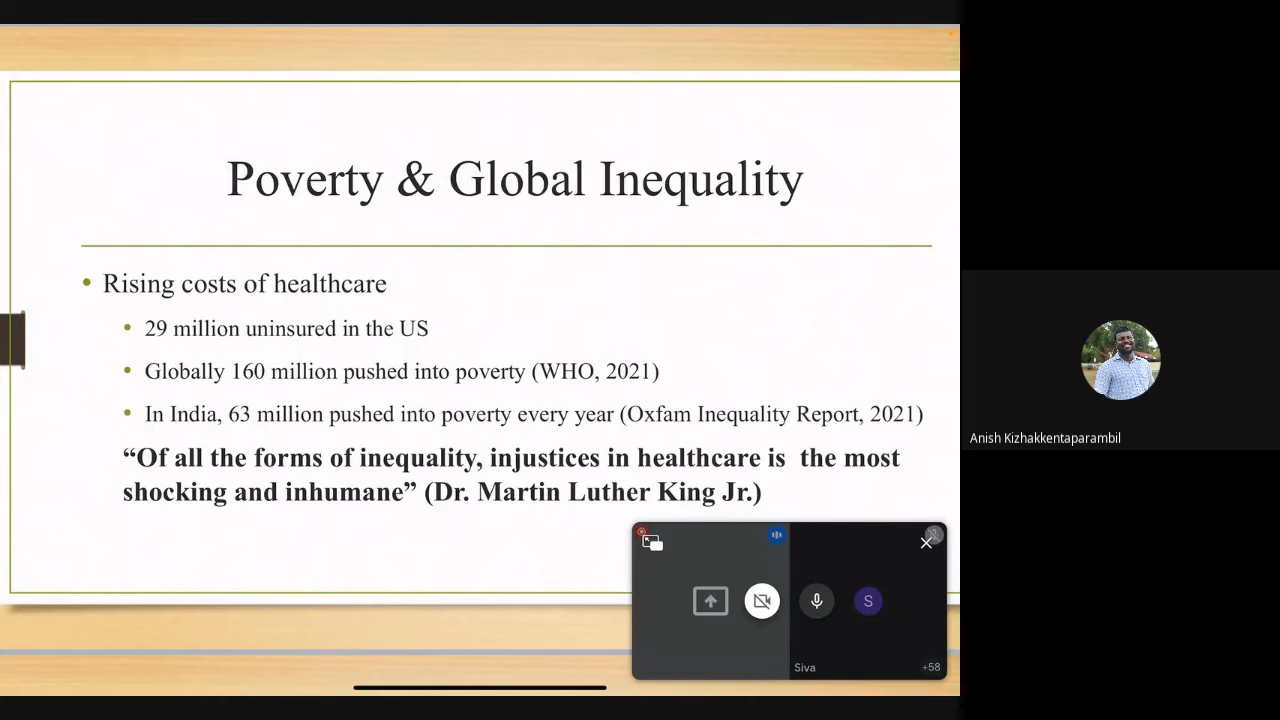 Poverty & Global Inequality
• Rising costs of healthcare
• 29 million uninsured in the US
• Globally 160 million pushed into poverty (WHO, 2021)
• In India, 63 million pushed into poverty every year (Oxfam Inequality Report, 2021)
“Of all the forms of inequality, injustices in healthcare is  the most
shocking and inhumane” (Dr. Martin Luther King Jr.)
S
Siva
+58
Anish Kizhakkentaparambil